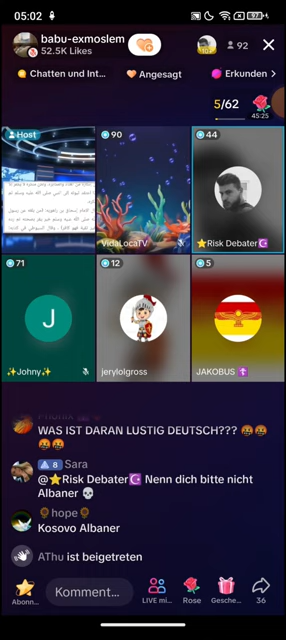 05:02
97
babu-exmoslem
52.5K Likes
92
Chatten und Int...
Angesagt
Erkunden >
5/62
45:25
Host
90
44
VidaLocaTV
⭐Risk Debater☪️
71
12
5
J
✨Johny✨
jerylolgross
JAKOBUS ✝️
WAS IST DARAN LUSTIG DEUTSCH??? 🤬🤬
🤬🤬
8 Sara
@⭐Risk Debater☪️ Nenn dich bitte nicht
Albaner 💀
🌻hope🌻
Kosovo Albaner
AThu ist beigetreten
Abonn...
Komment...
LIVE mi...
Rose
Gesche...
36